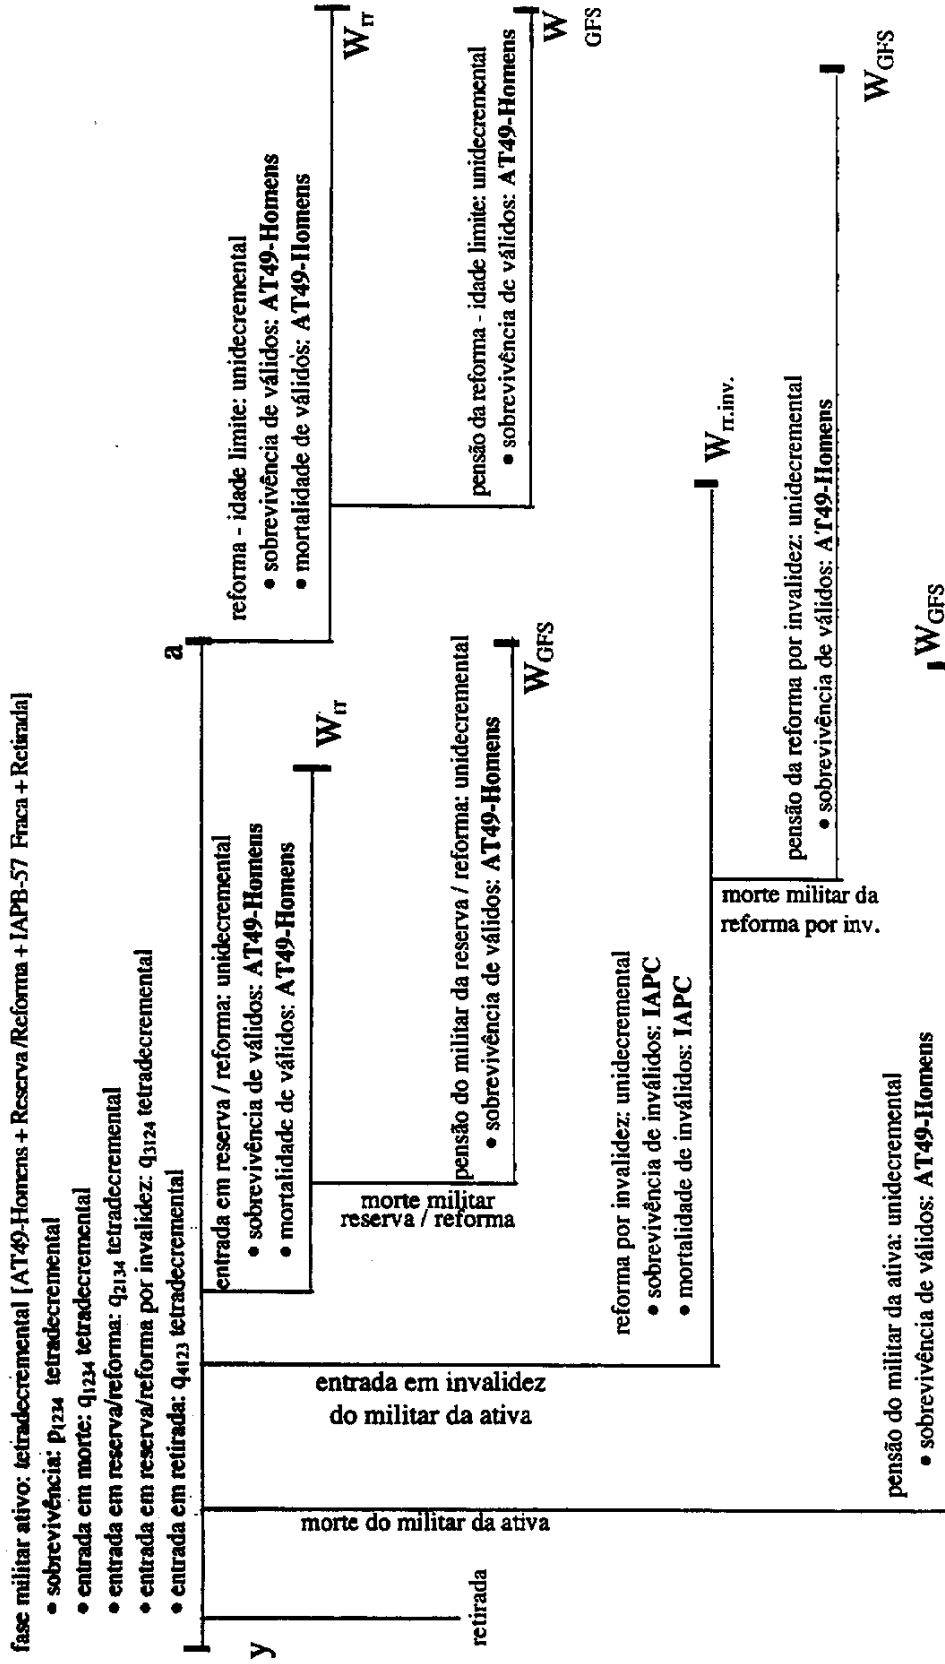 fase militar ativo: tetradecremental [AT49-Homens + Reserva/Reforma + IAPB-57 Fraca + Retirada]
• sobrevivência: p1234 tetradecremental
• entrada em morte: q1234 tetradecremental
• entrada em reserva/reforma: q2134 tetradecremental
• entrada em reserva/reforma por invalidez: q3124 tetradecremental
• entrada em retirada: q4123 tetradecremental
y
a
retirada
morte do militar da ativa
entrada em invalidez
do militar da ativa
entrada em reserva / reforma: unidecremental
• sobrevivência de válidos: AT49-Homens
• mortalidade de válidos: AT49-Homens
Wrr
morte militar
reserva / reforma
pensão do militar da reserva / reforma: unidecremental
• sobrevivência de válidos: AT49-Homens
WGFS
reforma - idade limite: unidecremental
• sobrevivência de válidos: AT49-Homens
• mortalidade de válidos: AT49-Homens
Wrr
pensão da reforma - idade limite: unidecremental
• sobrevivência de válidos: AT49-Homens
W
GFS
reforma por invalidez: unidecremental
• sobrevivência de inválidos: IAPC
• mortalidade de inválidos: IAPC
Wrr.inv.
morte militar da
reforma por inv.
pensão da reforma por invalidez: unidecremental
• sobrevivência de válidos: AT49-Homens
WGFS
pensão do militar da ativa: unidecremental
• sobrevivência de válidos: AT49-Homens
WGFS